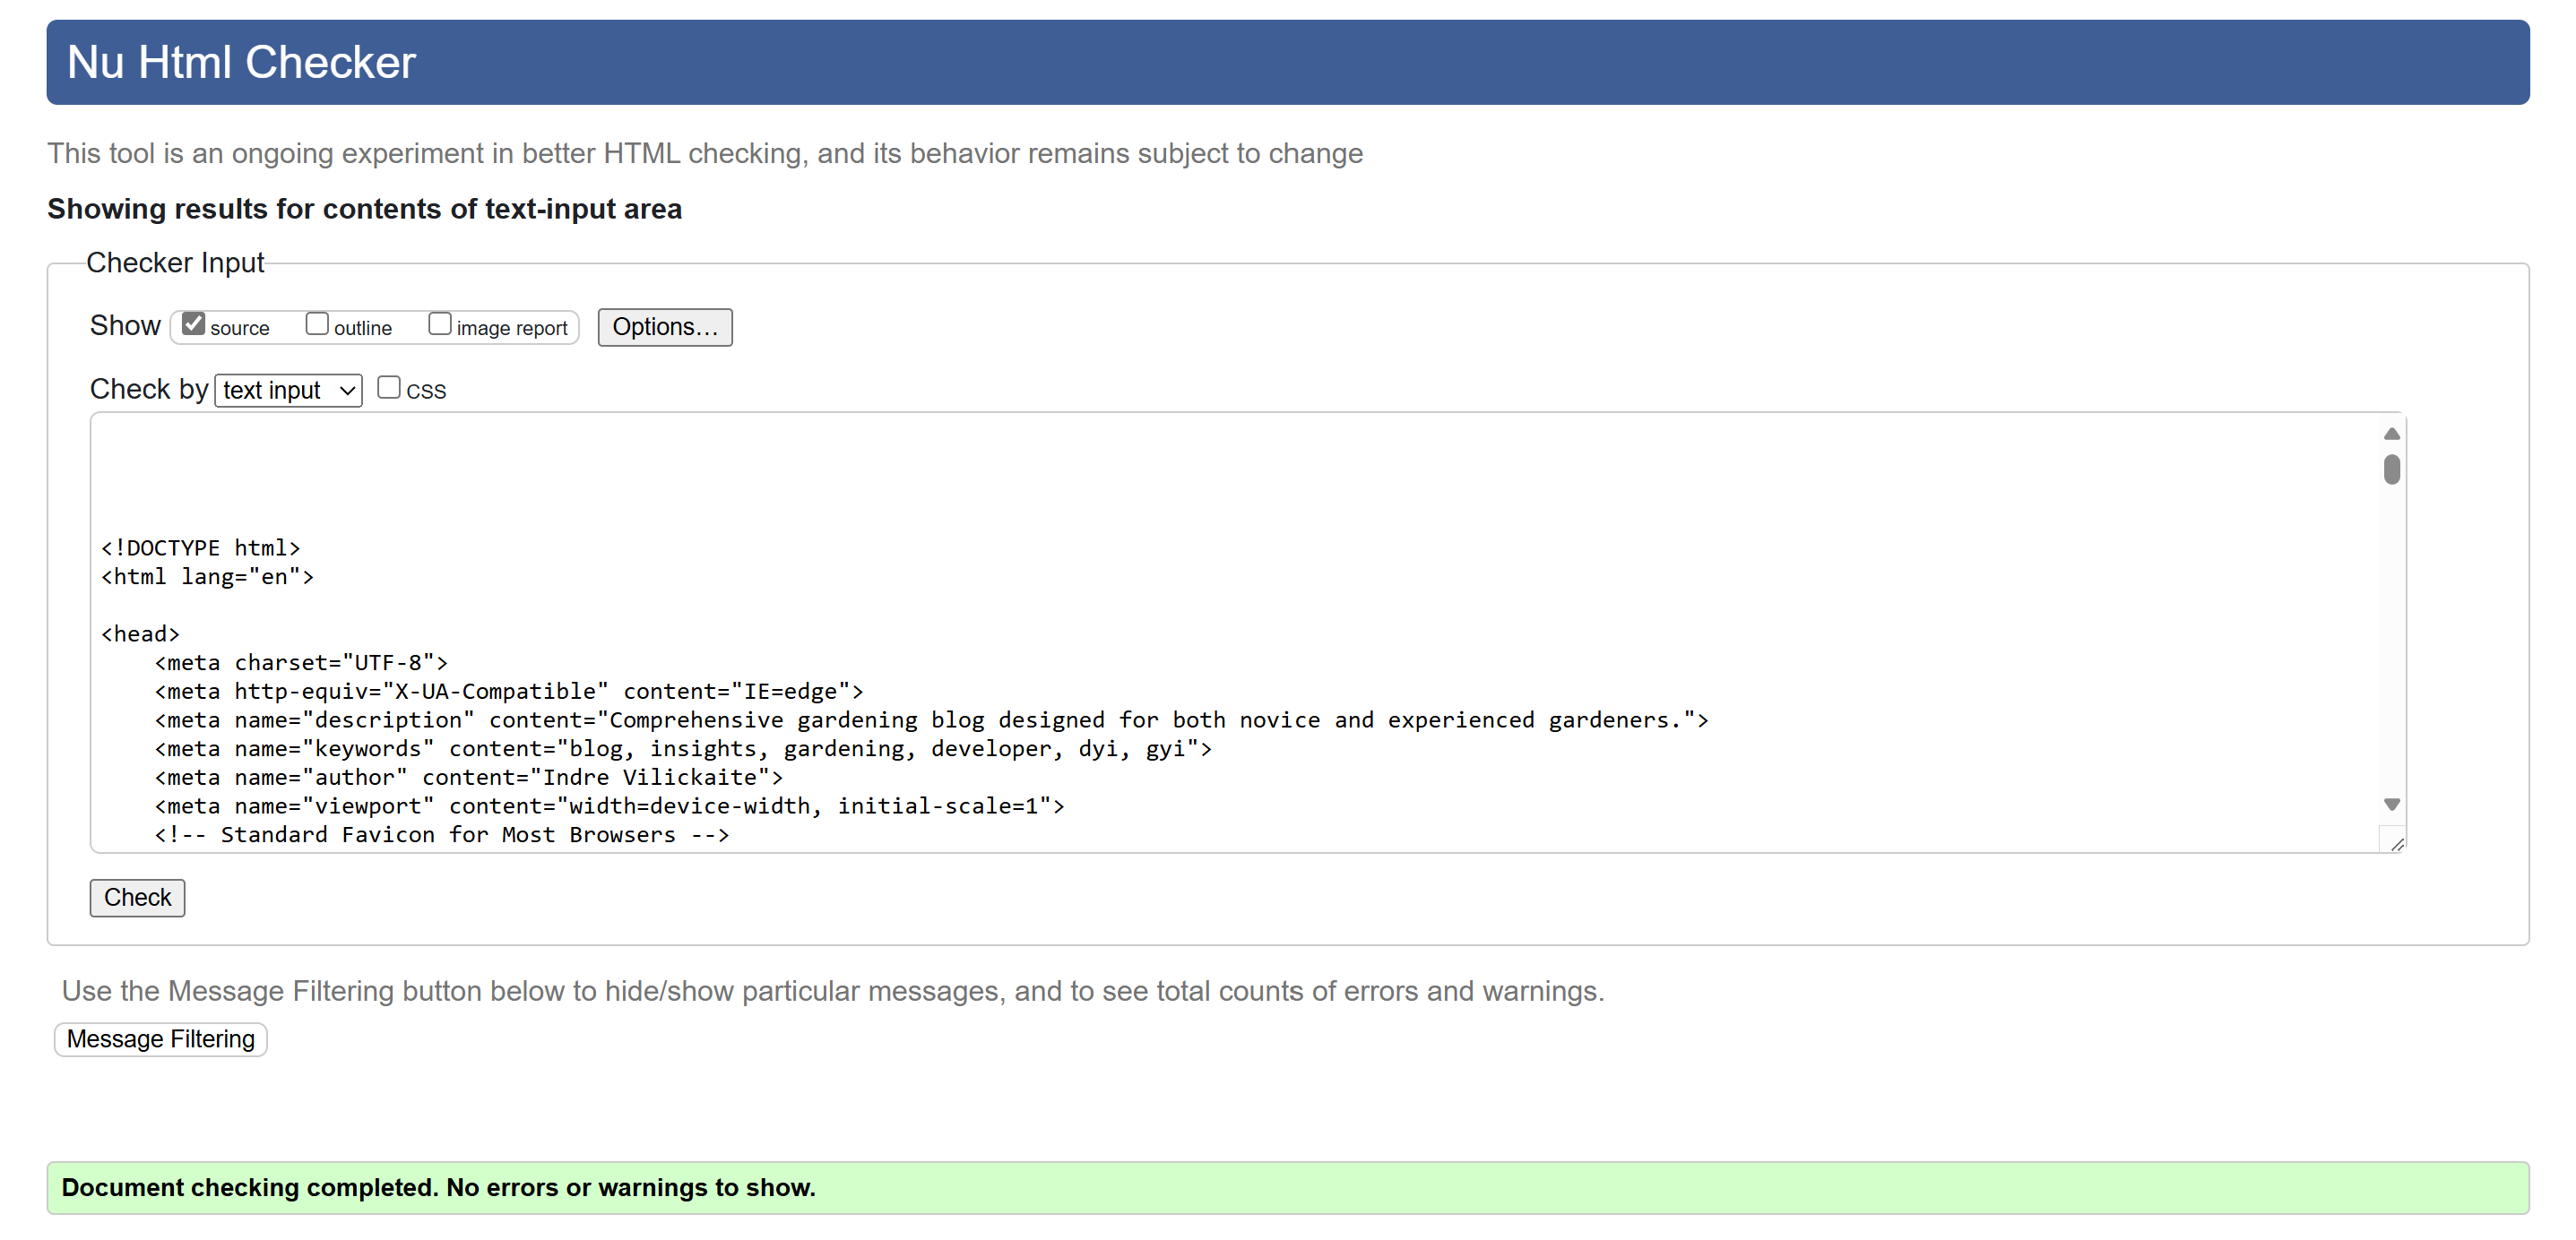 Nu Html Checker
This tool is an ongoing experiment in better HTML checking, and its behavior remains subject to change
Showing results for contents of text-input area
Checker Input
Show source outline image report Options...
Check by text input CSS
<!DOCTYPE html>
<html lang="en">
<head>
<meta charset="UTF-8">
<meta http-equiv="X-UA-Compatible" content="IE=edge">
<meta name="description" content="Comprehensive gardening blog designed for both novice and experienced gardeners.">
<meta name="keywords" content="blog, insights, gardening, developer, dyi, gyi">
<meta name="author" content="Indre Vilickaite">
<meta name="viewport" content="width=device-width, initial-scale=1">
<!-- Standard Favicon for Most Browsers -->
Check
Use the Message Filtering button below to hide/show particular messages, and to see total counts of errors and warnings.
Message Filtering
Document checking completed. No errors or warnings to show.